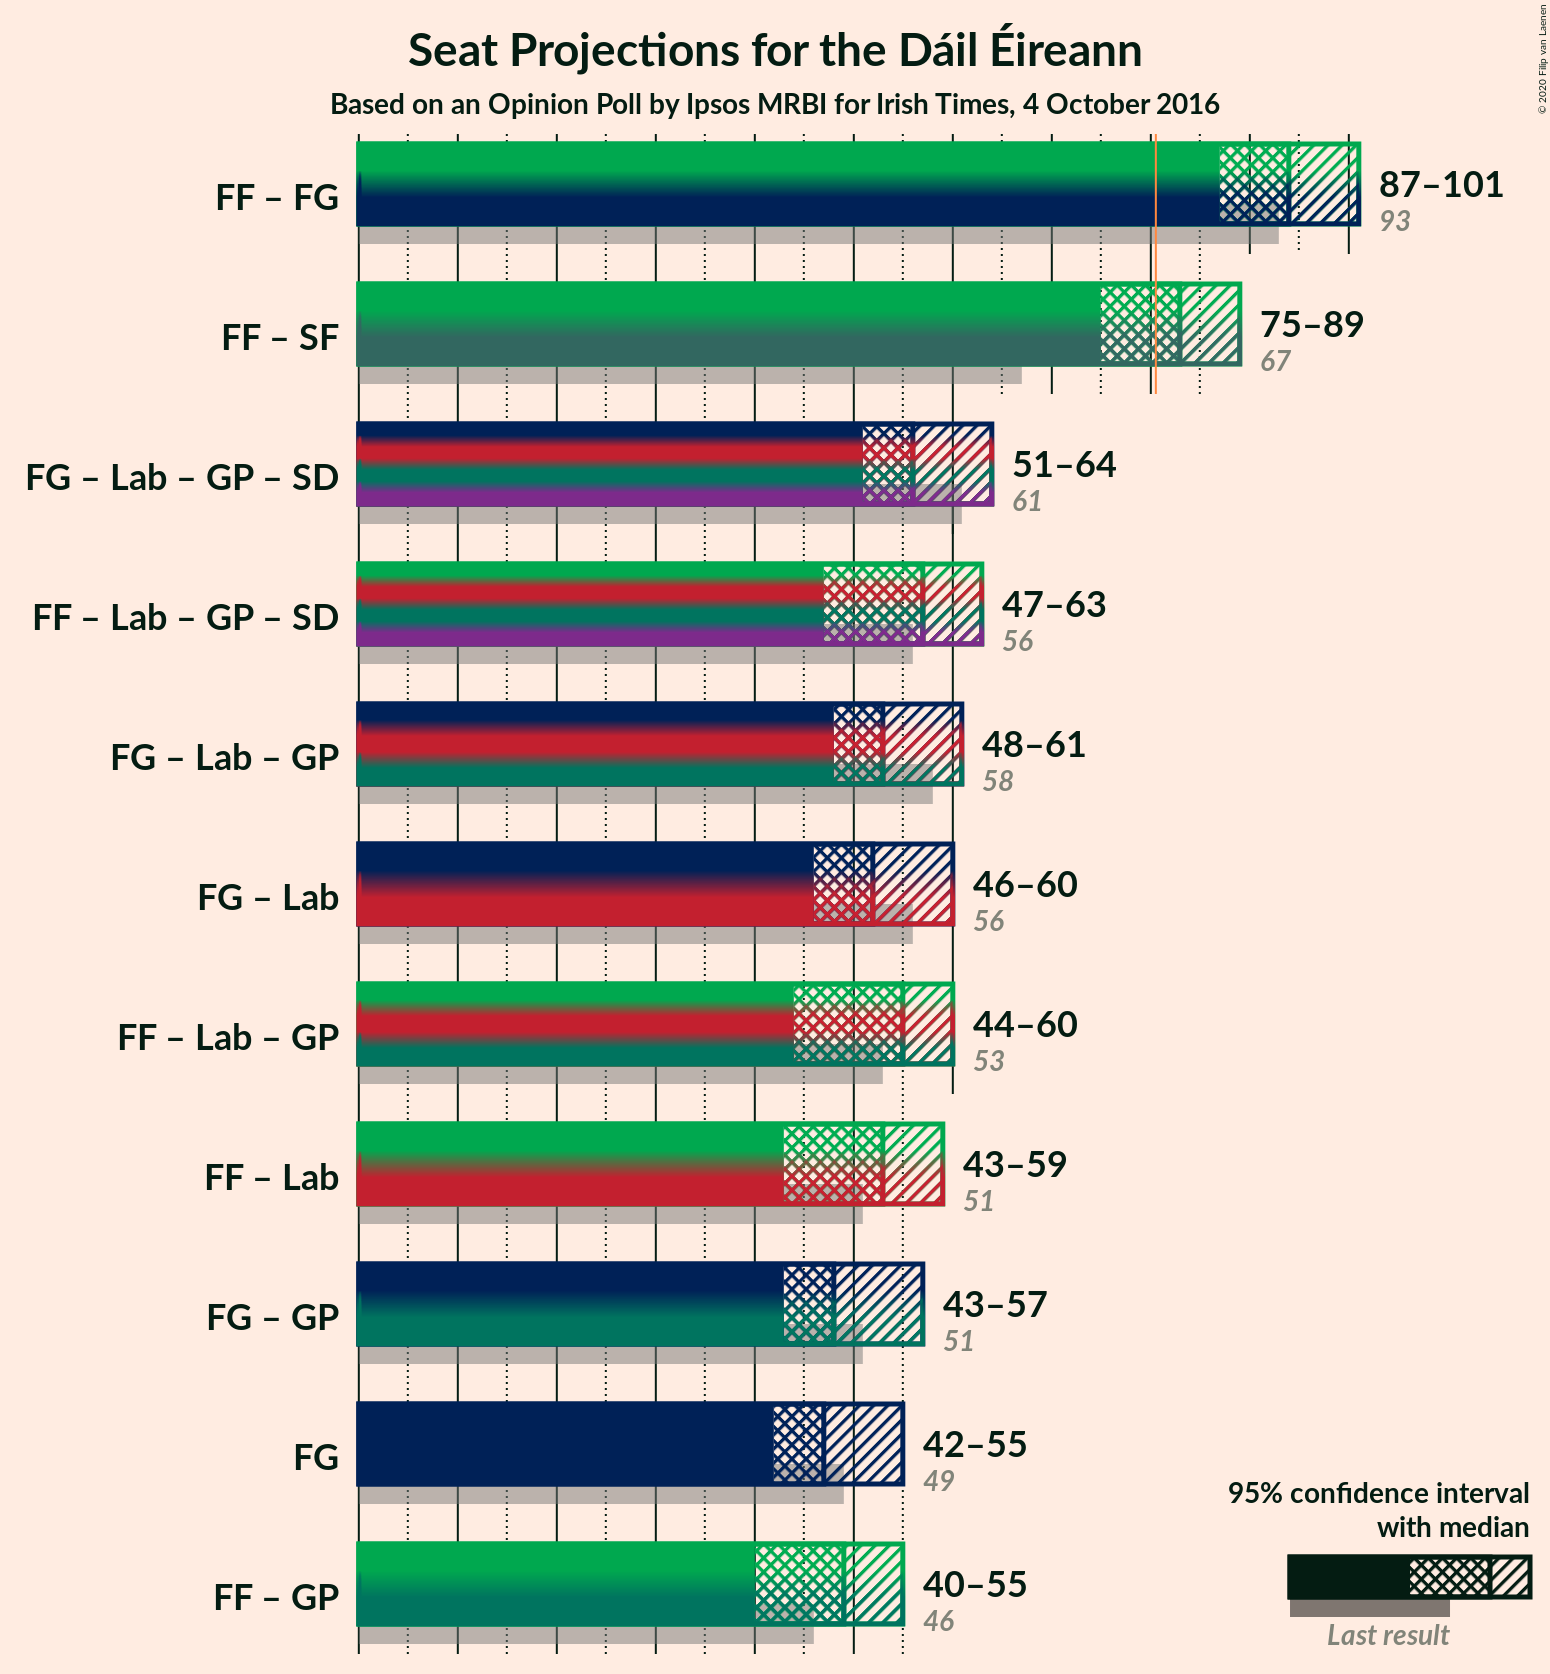 Seat Projections for the Dáil Éireann
Based on an Opinion Poll by Ipsos MRBI for Irish Times, 4 October 2016
© 2020 Filip van Laenen
FF – FG
87–101
93
FF – SF
75–89
67
FG – Lab – GP – SD
51–64
61
FF – Lab – GP – SD
47–63
56
FG – Lab – GP
48–61
58
FG – Lab
46–60
56
FF – Lab – GP
44–60
53
FF – Lab
43–59
51
FG – GP
43–57
51
FG
42–55
49
FF – GP
40–55
46
95% confidence interval
with median
Last result